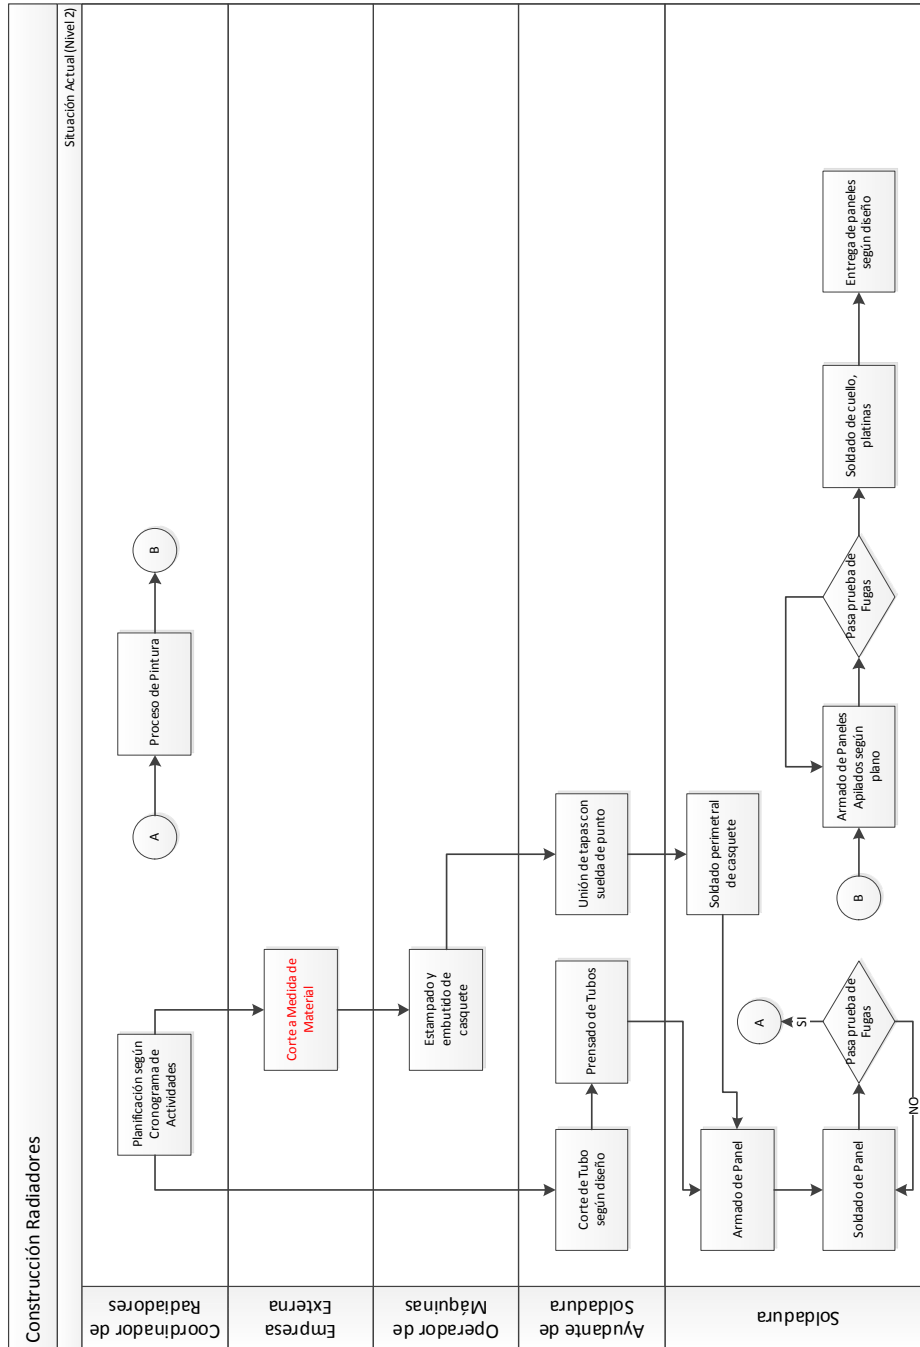 Construcción Radiadores
Situación Actual (Nivel 2)
Coordinador de
Radiadores
Planificación según
Cronograma de
Actividades
A
Proceso de Pintura
B
Empresa
Externa
Corte a Medida de
Material
Operador de
Máquinas
Estampado y
embutido de
casquete
Ayudante de
Soldadura
Corte de Tubo
según diseño
Prensado de Tubos
Unión de tapas con
suelda de punto
Soldadura
Armado de Panel
Soldado perimetral
de casquete
Soldado de Panel
Pasa prueba de
Fugas
SI
NO
A
B
Armado de Paneles
Apilados según
plano
Pasa prueba de
Fugas
Soldado de cuello,
platinas
Entrega de paneles
según diseño